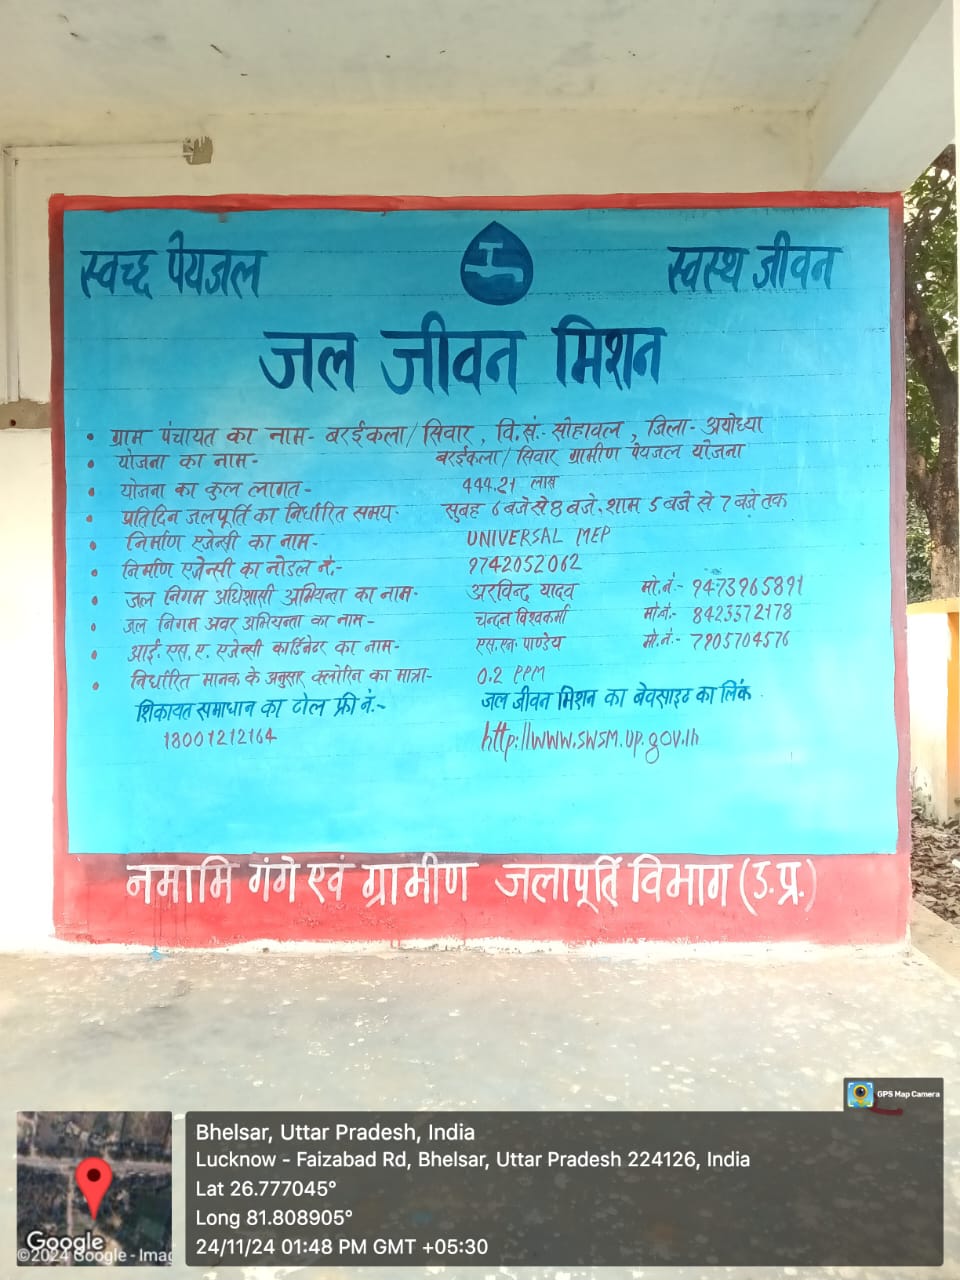 स्वच्छ पेयजल
स्वस्थ जीवन
जल जीवन मिशन
• ग्राम पंचायत का नाम- बरईकला/सिवार, वि.खं.- सोहावल, जिला- अयोध्या
• योजना का नाम- बरईकला/सिवार ग्रामीण पेयजल योजना
• योजना का कुल लागत- 444.21 लाख
• प्रतिदिन जलपूर्ति का निर्धारित समय- सुबह 6 बजे से 8 बजे, शाम 5 बजे से 7 बजे तक
• निर्माण एजेन्सी का नाम- UNIVERSAL MEP
• निर्माण एजेन्सी का नोडल नं.- 9742052062
• जल निगम अधिशासी अभियन्ता का नाम- अरविन्द यादव मो.नं.- 9473965891
• जल निगम अवर अभियन्ता का नाम- चन्दन विश्वकर्मा मो.नं.- 8423372178
• आई.एस.ए. एजेन्सी कार्डिनेटर का नाम- एस.एन. पाण्डेय मो.नं.- 7905704576
• निर्धारित मानक के अनुसार क्लोरिन का मात्रा- 0.2 PPM
शिकायत समाधान का टोल फ्री नं.- जल जीवन मिशन का बेवसाइट का लिंक
18001212164 http://www.swsm.up.gov.in
नमामि गंगे एवं ग्रामीण जलापूर्ति विभाग (उ.प्र.)
GPS Map Camera
Bhelsar, Uttar Pradesh, India
Lucknow - Faizabad Rd, Bhelsar, Uttar Pradesh 224126, India
Lat 26.777045°
Long 81.808905°
24/11/24 01:48 PM GMT +05:30
Google
©2024 Google - Imag